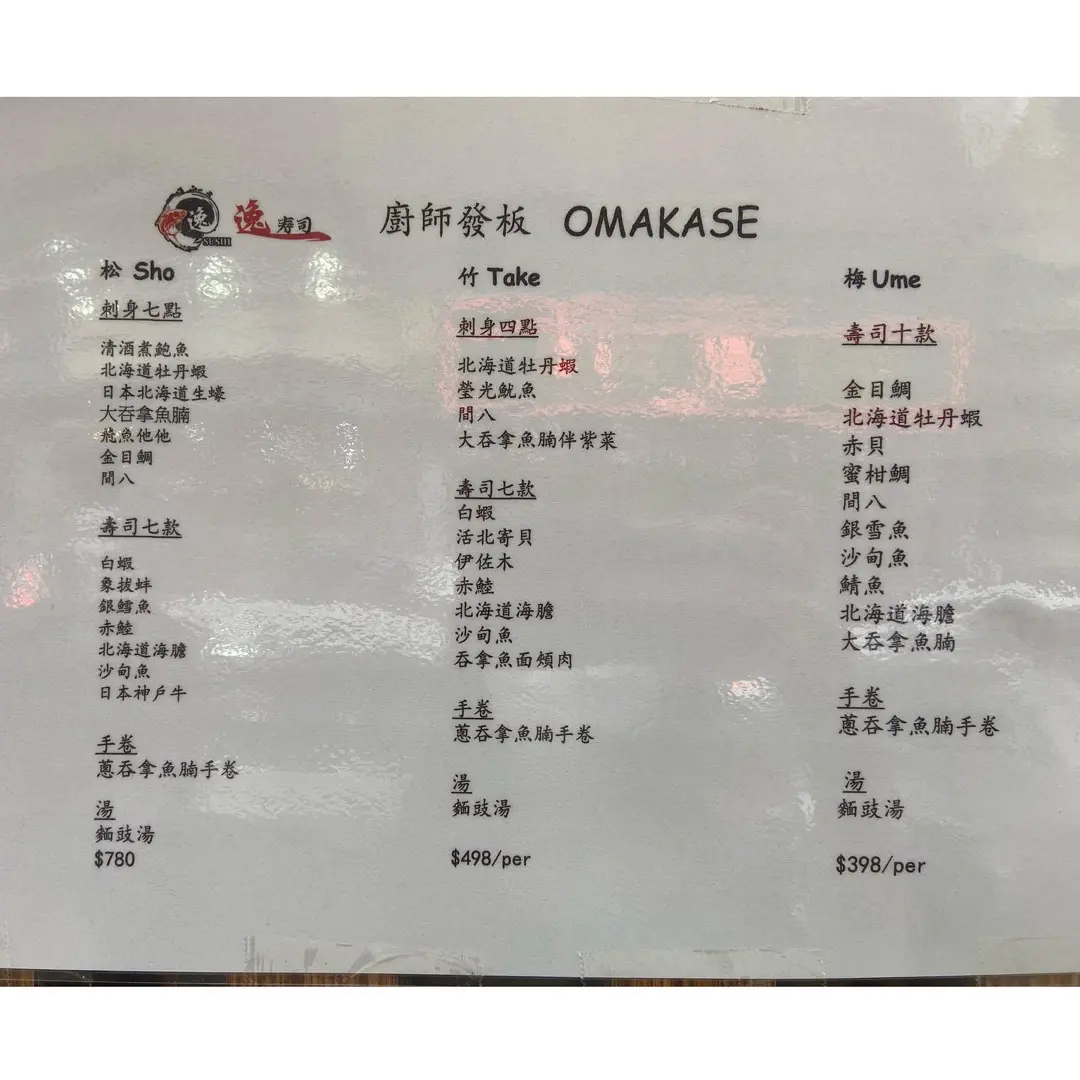 逸 SUSHI 逸 寿司 廚師發板 OMAKASE
松 Sho
刺身七點
清酒煮鮑魚
北海道牡丹蝦
日本北海道生蠔
大吞拿魚腩
飛魚他他
金目鯛
間八
壽司七款
白蝦
象拔蚌
銀鱈魚
赤鯥
北海道海膽
沙甸魚
日本神戶牛
手卷
蔥吞拿魚腩手卷
湯
麵豉湯
$780
竹 Take
刺身四點
北海道牡丹蝦
瑩光魷魚
間八
大吞拿魚腩伴紫菜
壽司七款
白蝦
活北寄貝
伊佐木
赤鯥
北海道海膽
沙甸魚
吞拿魚面頰肉
手卷
蔥吞拿魚腩手卷
湯
麵豉湯
$498/per
梅 Ume
壽司十款
金目鯛
北海道牡丹蝦
赤貝
蜜柑鯛
間八
銀雪魚
沙甸魚
鯖魚
北海道海膽
大吞拿魚腩
手卷
蔥吞拿魚腩手卷
湯
麵豉湯
$398/per